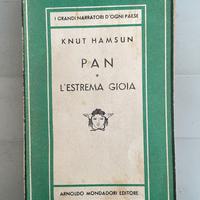 I GRANDI NARRATORI D'OGNI PAESE
KNUT HAMSUN
PAN
*
L'ESTREMA GIOIA
ARNOLDO MONDADORI EDITORE